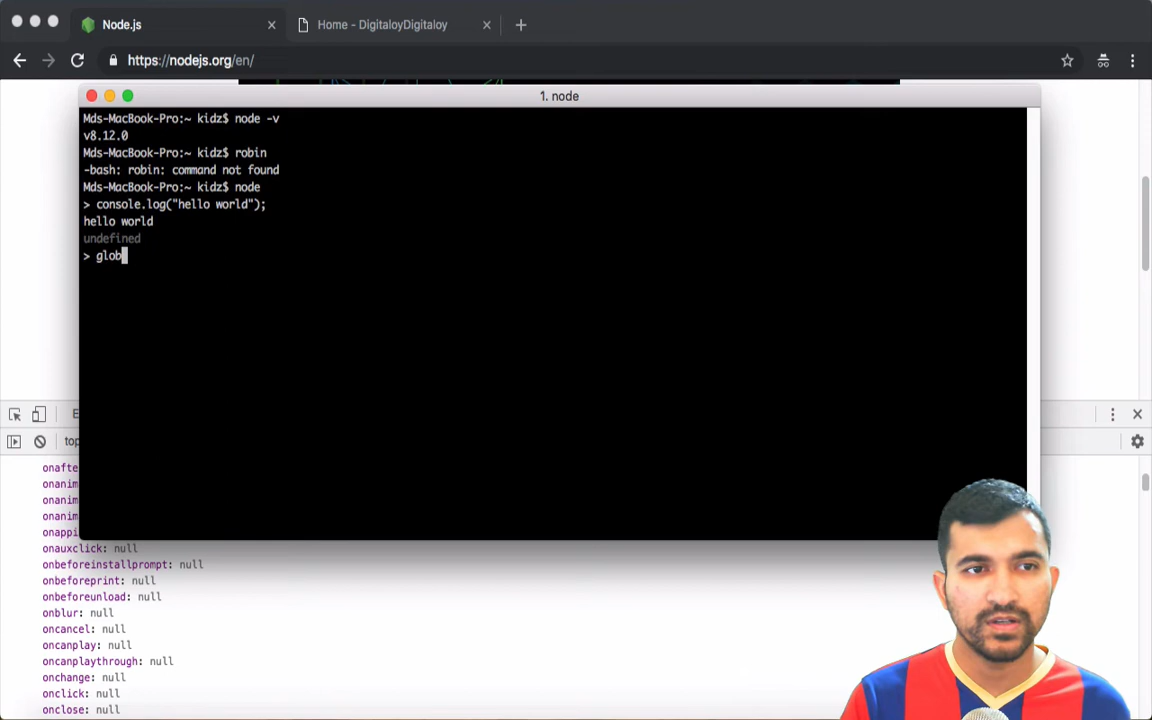 Node.js
Home - DigitaloyDigitaloy
https://nodejs.org/en/
1. node
Mds-MacBook-Pro:~ kidz$ node -v
v8.12.0
Mds-MacBook-Pro:~ kidz$ robin
-bash: robin: command not found
Mds-MacBook-Pro:~ kidz$ node
> console.log("hello world");
hello world
undefined
> glob
E
top
onafte
onanim
onanim
onanim
onappi
onauxclick: null
onbeforeinstallprompt: null
onbeforeprint: null
onbeforeunload: null
onblur: null
oncancel: null
oncanplay: null
oncanplaythrough: null
onchange: null
onclick: null
onclose: null